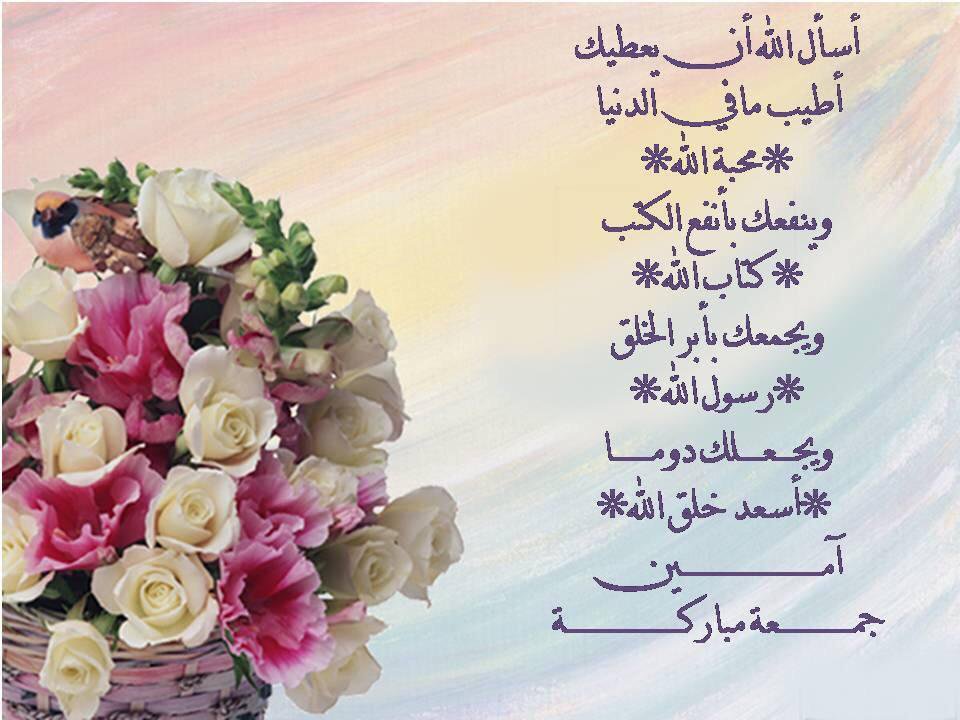 أسأل الله أن يعطيك
أطيب ما في الدنيا
❋محبة الله❋
وينفعك بأنفع الكتب
❋كتاب الله❋
ويجمعك بأبر الخلق
❋رسول الله❋
ويجعلك دوما
❋أسعد خلق الله❋
آمين
جمعة مباركة